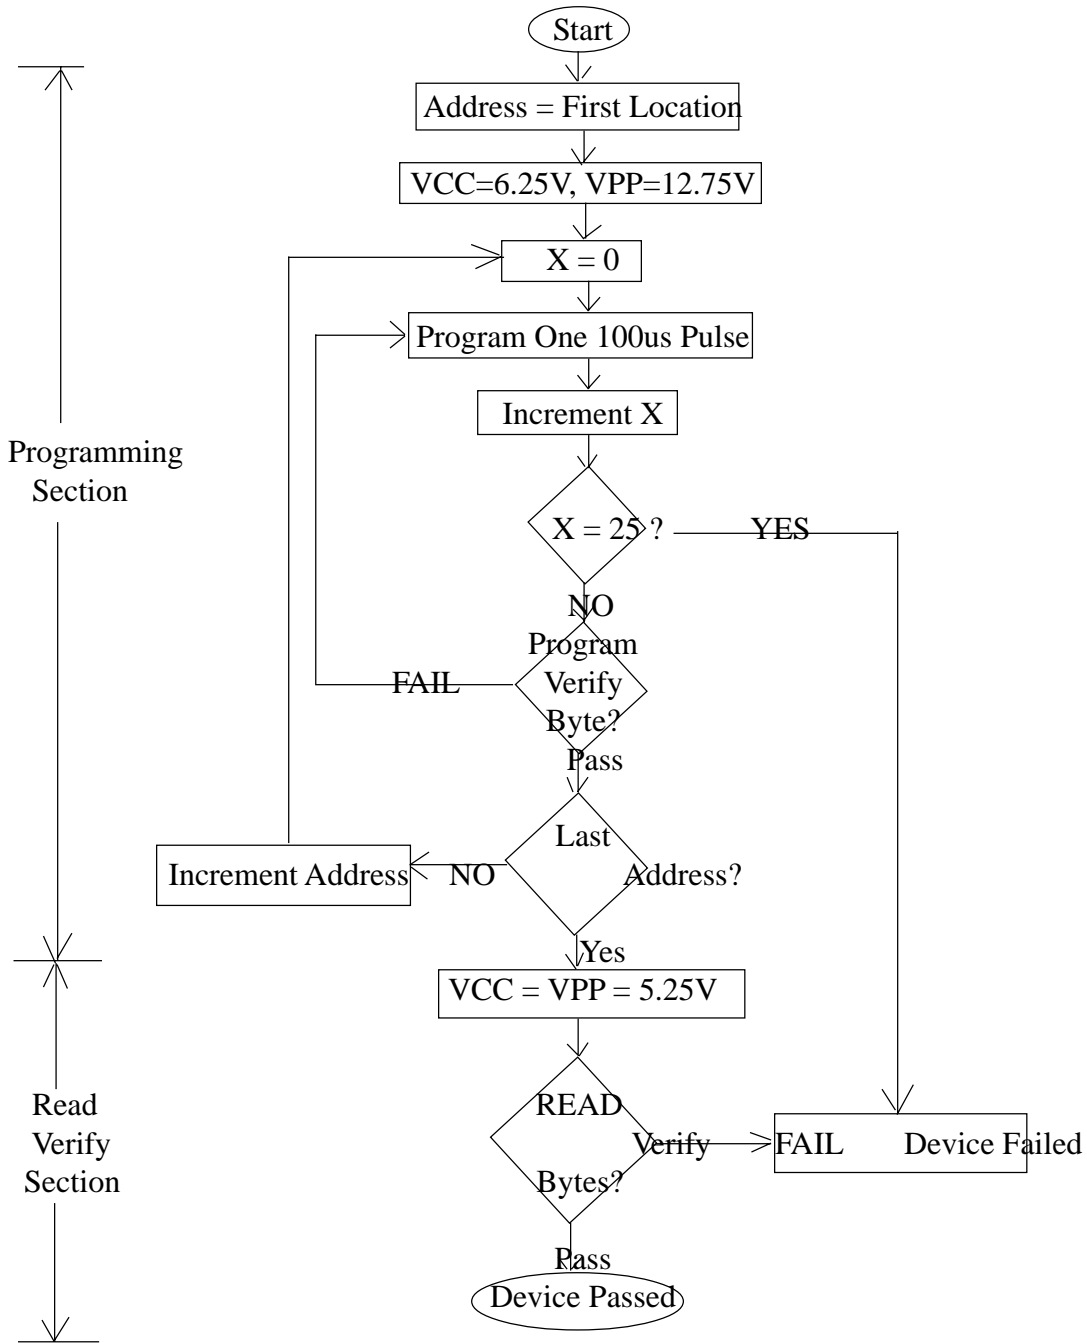 Start
Address = First Location
VCC=6.25V, VPP=12.75V
X = 0
Program One 100us Pulse
Increment X
Programming
Section
X = 25 ?
YES
NO
Program
Verify
Byte?
FAIL
Pass
Last
Address?
NO
Increment Address
Yes
VCC = VPP = 5.25V
Read
Verify
Section
READ
Verify
Bytes?
FAIL
Device Failed
Pass
Device Passed